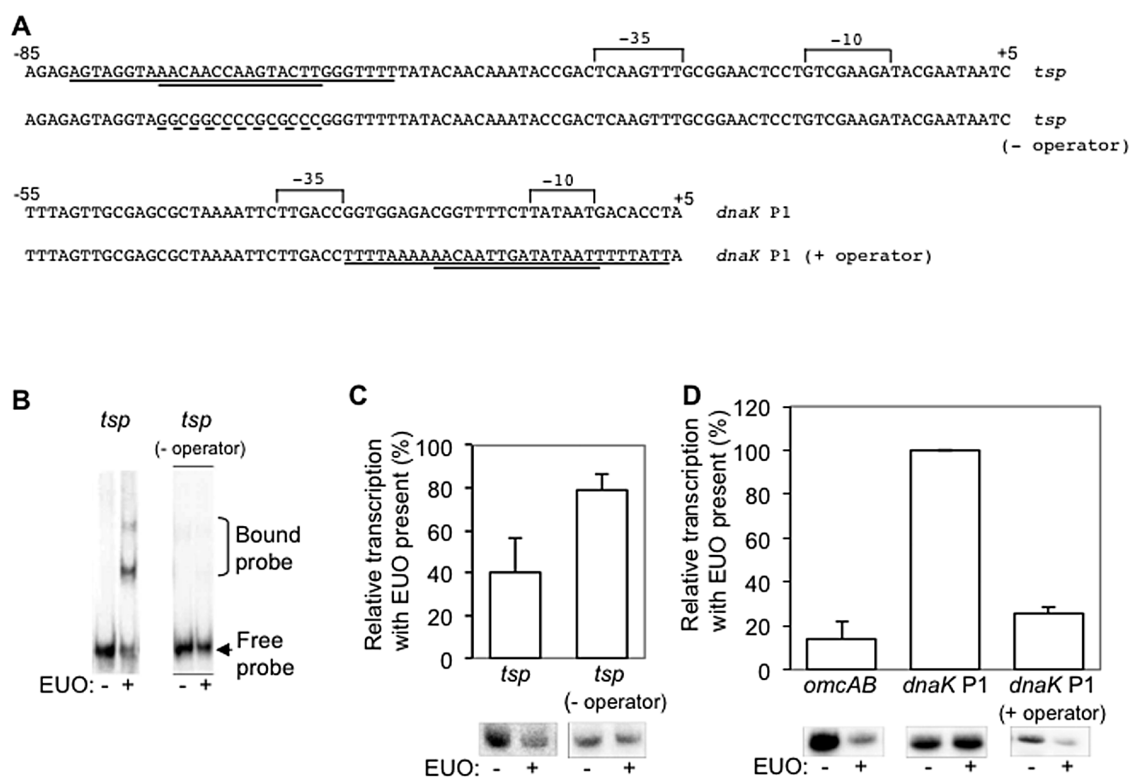 A
-85
-35
-10
+5
AGAGAGTAGGTAAACAACCAAGTACTTGGGTTTTTATACAACAAATACCGACTCAAGTTTGCGGAACTCCTGTCGAAGATACGAATAATC tsp
AGAGAGTAGGTAGGCGGCCCCGCGCCCGGGTTTTTATACAACAAATACCGACTCAAGTTTGCGGAACTCCTGTCGAAGATACGAATAATC tsp
(- operator)
-55
-35
-10
+5
TTTAGTTGCGAGCGCTAAAATTCTTGACCGGTGGAGACGGTTTTCTTATAATGACACCTA dnaK P1
TTTAGTTGCGAGCGCTAAAATTCTTGACCTTTTAAAAAACAATTGATATAATTTTTATTA dnaK P1 (+ operator)
B
tsp
tsp
(- operator)
Bound
probe
Free
probe
EUO: - + - +
C
Relative transcription
with EUO present (%)
100
80
60
40
20
0
tsp
tsp
(- operator)
EUO: - + - +
D
Relative transcription
with EUO present (%)
120
100
80
60
40
20
0
omcAB
dnaK P1
dnaK P1
(+ operator)
EUO: - + - + - +